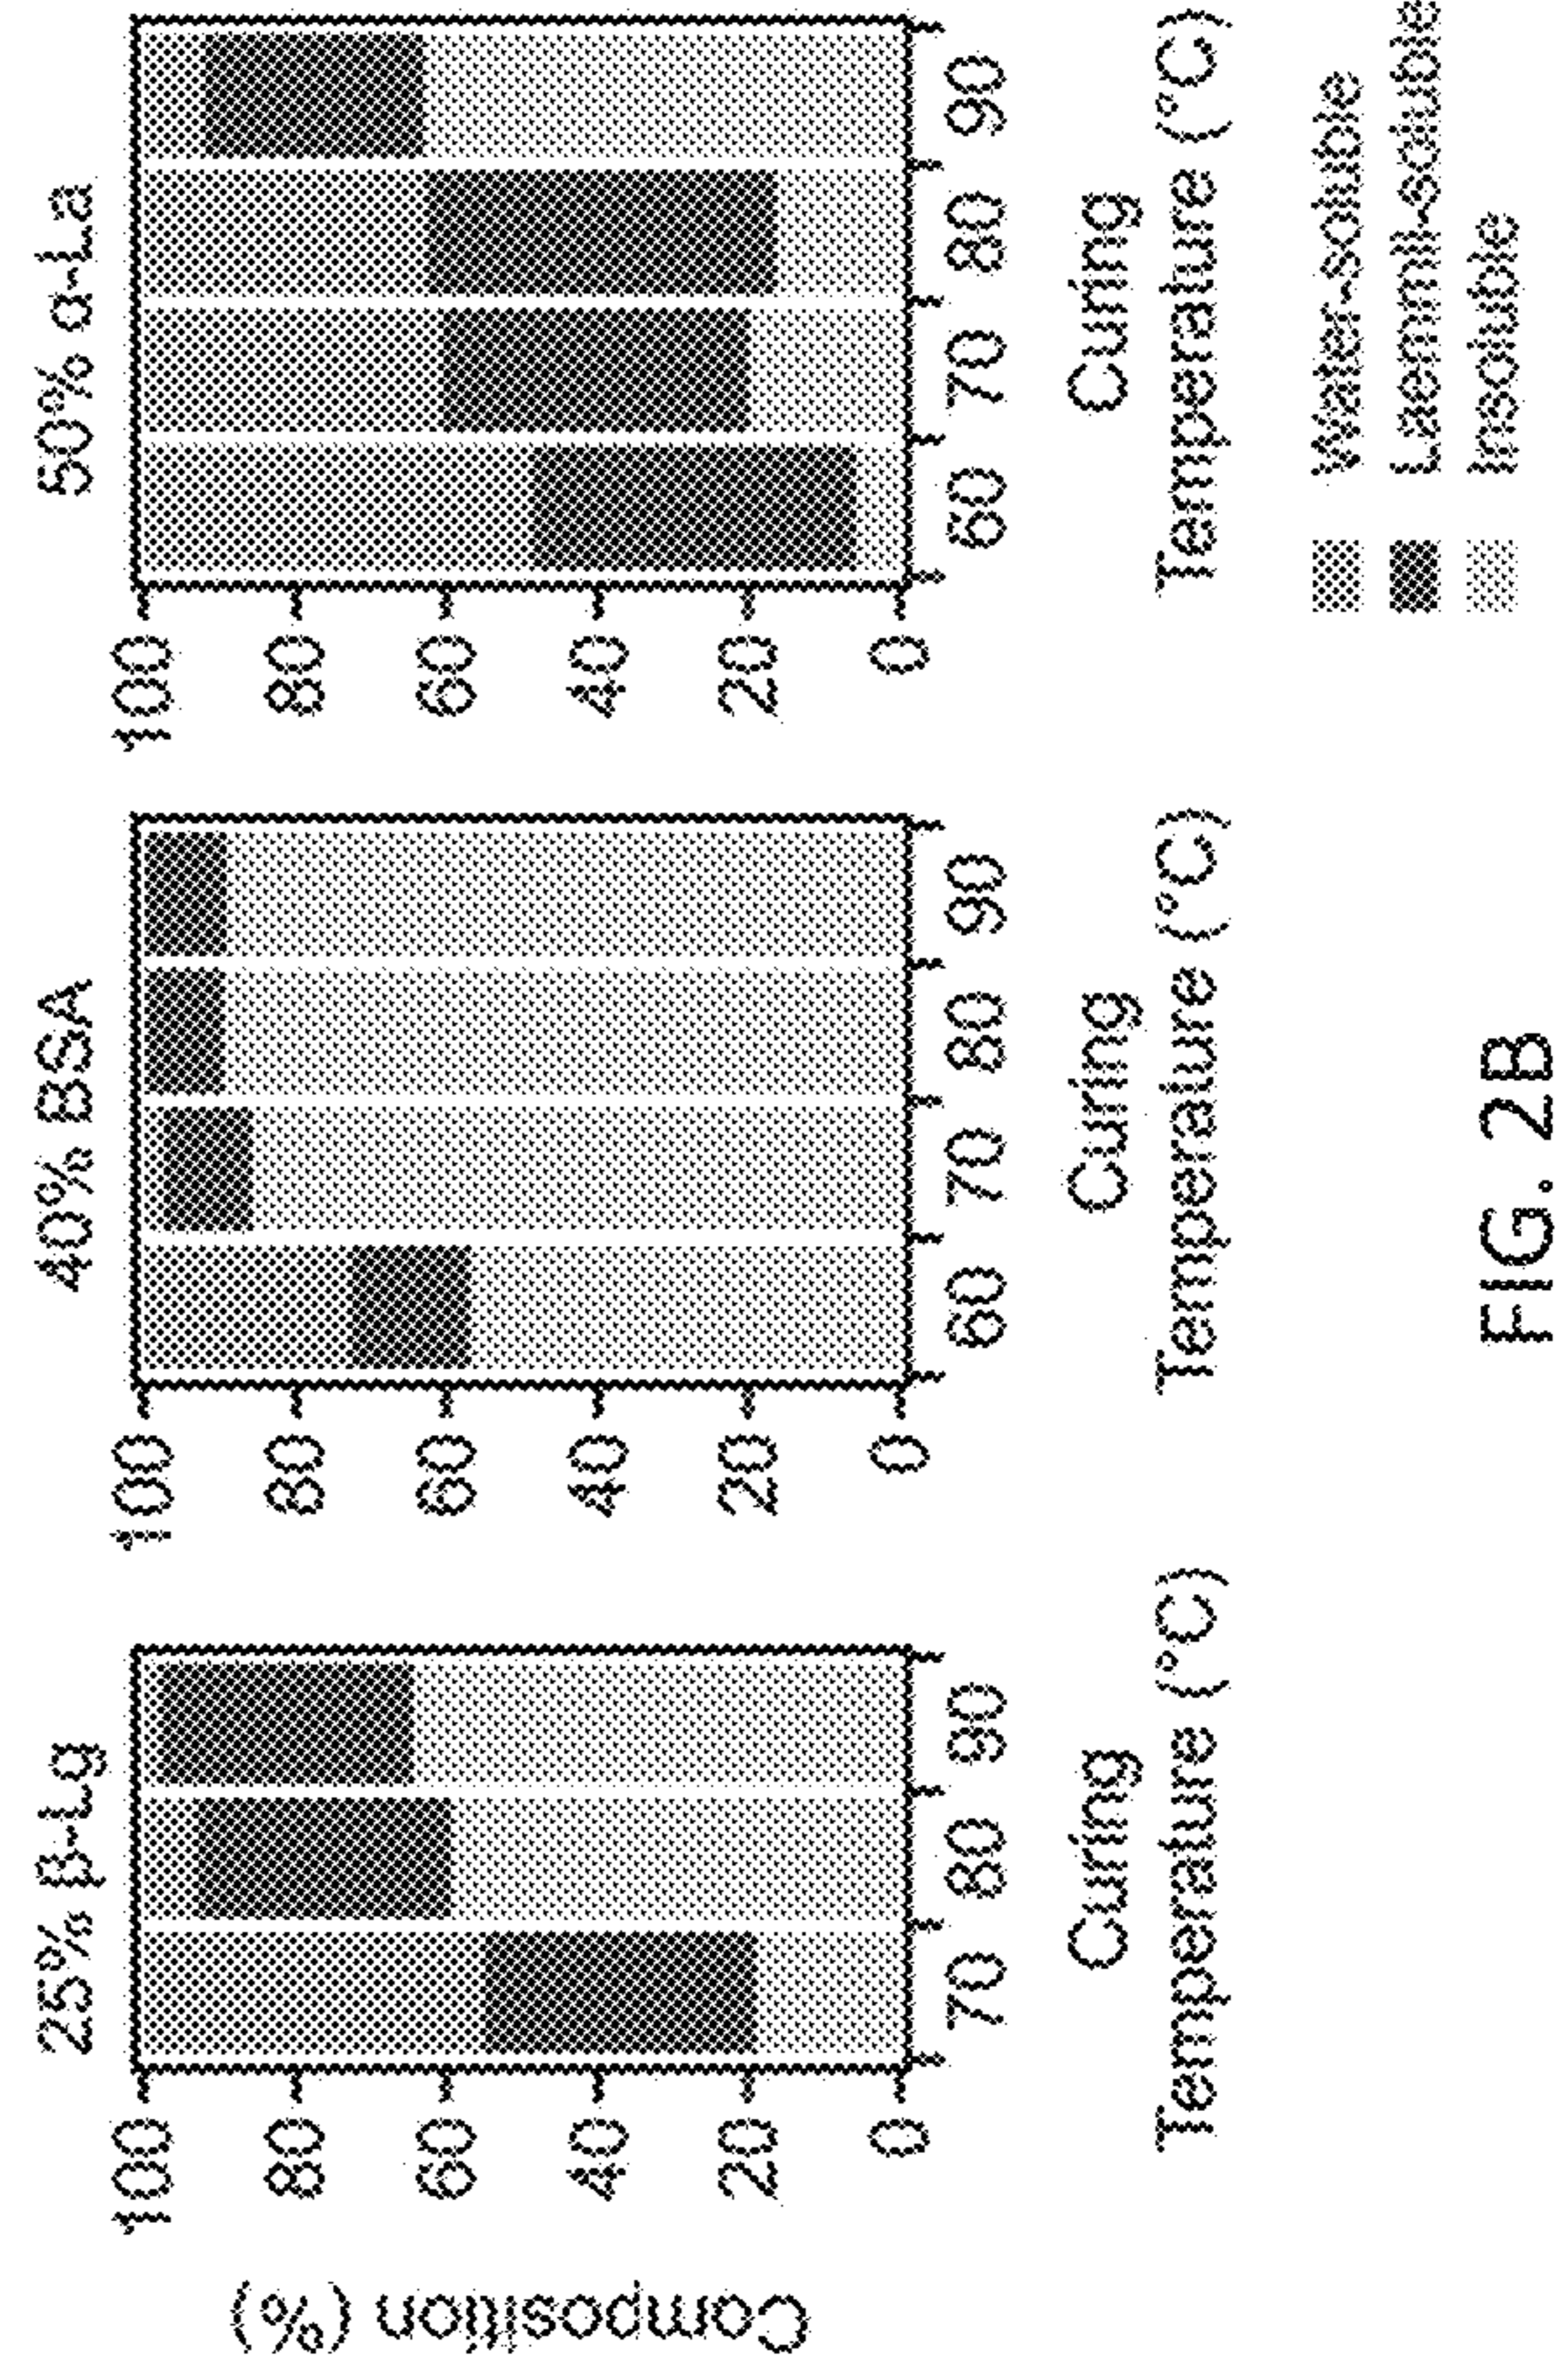 25% β-Lg
Composition (%)
100
80
60
40
20
0
70 80 90
Curing
Temperature (°C)
40% BSA
100
80
60
40
20
0
60 70 80 90
Curing
Temperature (°C)
50% α-La
100
80
60
40
20
0
60 70 80 90
Curing
Temperature (°C)
Water-soluble
Laemli-soluble
Insoluble
FIG. 2B